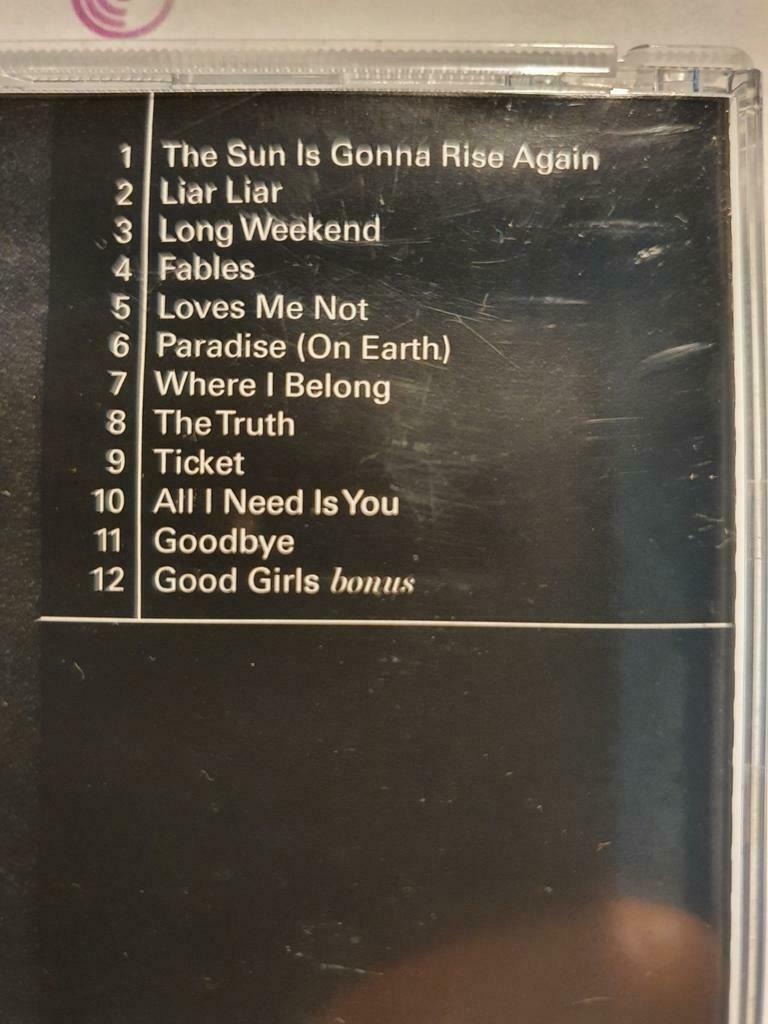 1 The Sun Is Gonna Rise Again
2 Liar Liar
3 Long Weekend
4 Fables
5 Loves Me Not
6 Paradise (On Earth)
7 Where I Belong
8 The Truth
9 Ticket
10 All I Need Is You
11 Goodbye
12 Good Girls bonus